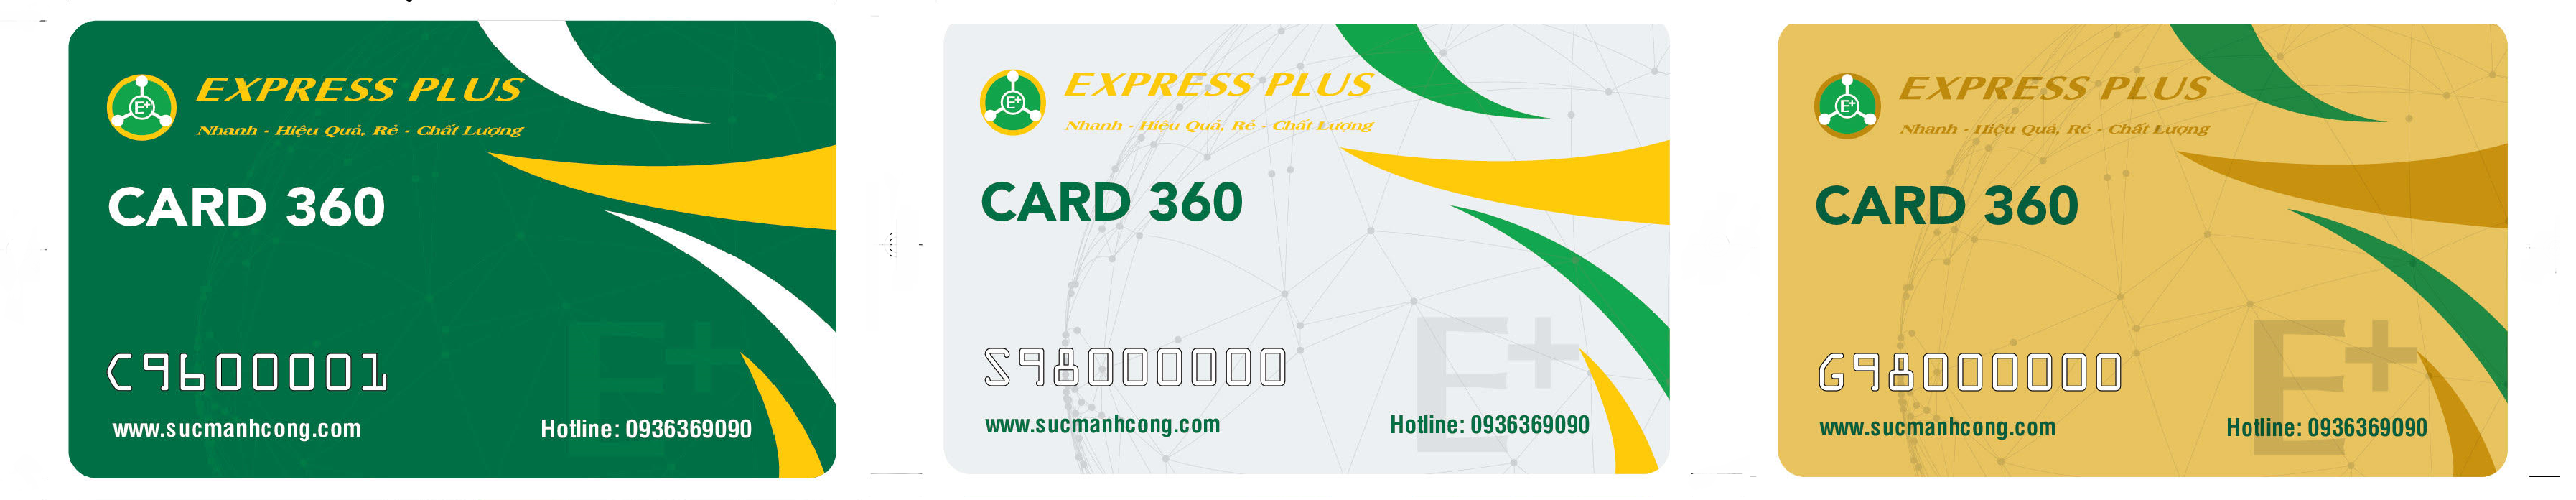 E+
EXPRESS PLUS
Nhanh - Hiệu Quả, Rẻ - Chất Lượng
CARD 360
C9600001
E+
www.sucmanhcong.com
Hotline: 0936369090
E+
EXPRESS PLUS
Nhanh - Hiệu Quả, Rẻ - Chất Lượng
CARD 360
S98000000
E+
www.sucmanhcong.com
Hotline: 0936369090
E+
EXPRESS PLUS
Nhanh - Hiệu Quả, Rẻ - Chất Lượng
CARD 360
G98000000
E+
www.sucmanhcong.com
Hotline: 0936369090